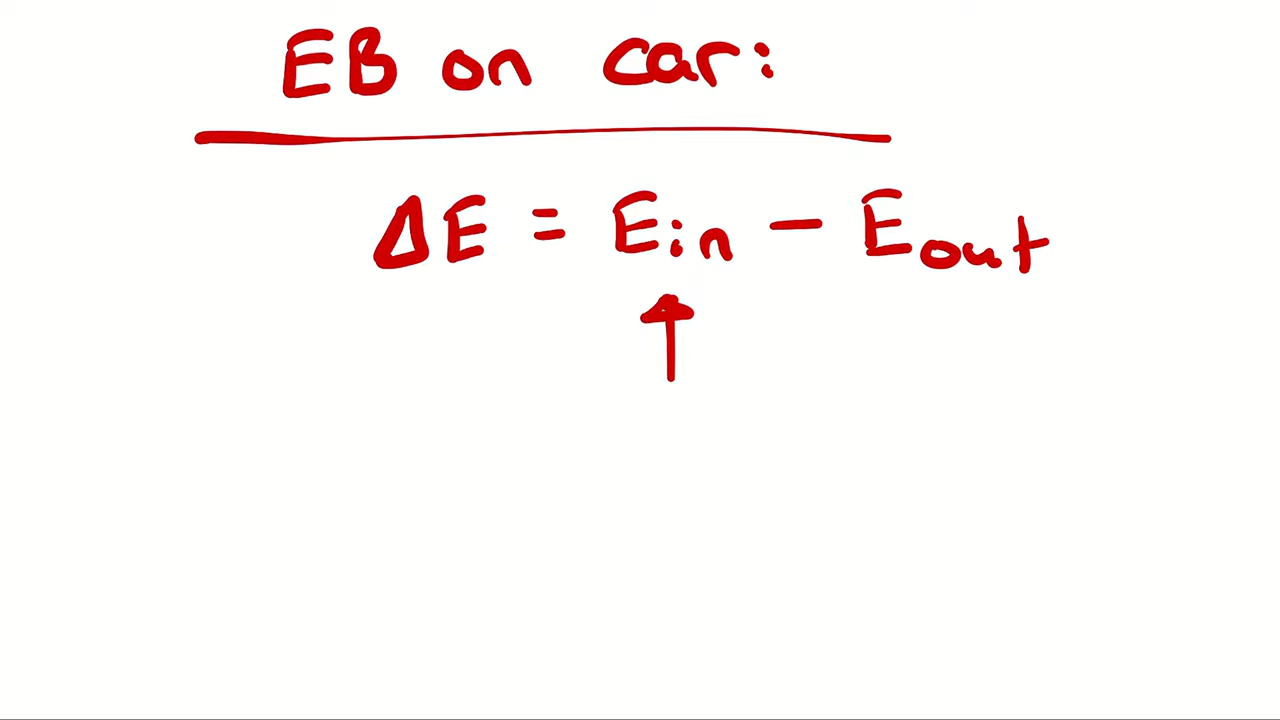 EB on car:
ΔE = Ein - Eout